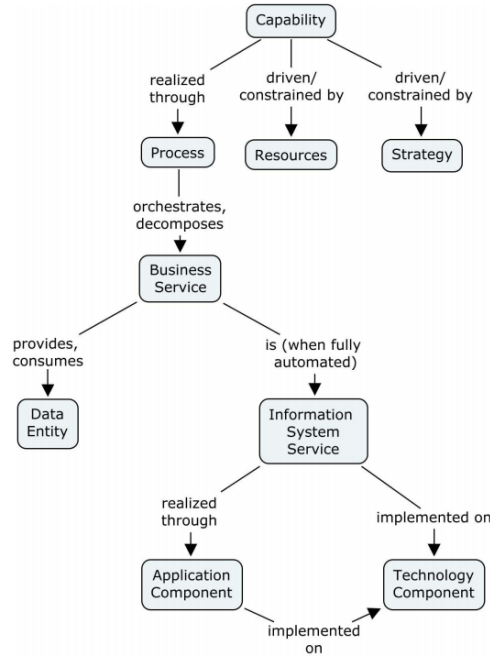 Capability
realized
through
driven/
constrained by
driven/
constrained by
Process
Resources
Strategy
orchestrates,
decomposes
Business
Service
provides,
consumes
is (when fully
automated)
Data
Entity
Information
System
Service
realized
through
implemented on
Application
Component
Technology
Component
implemented
on